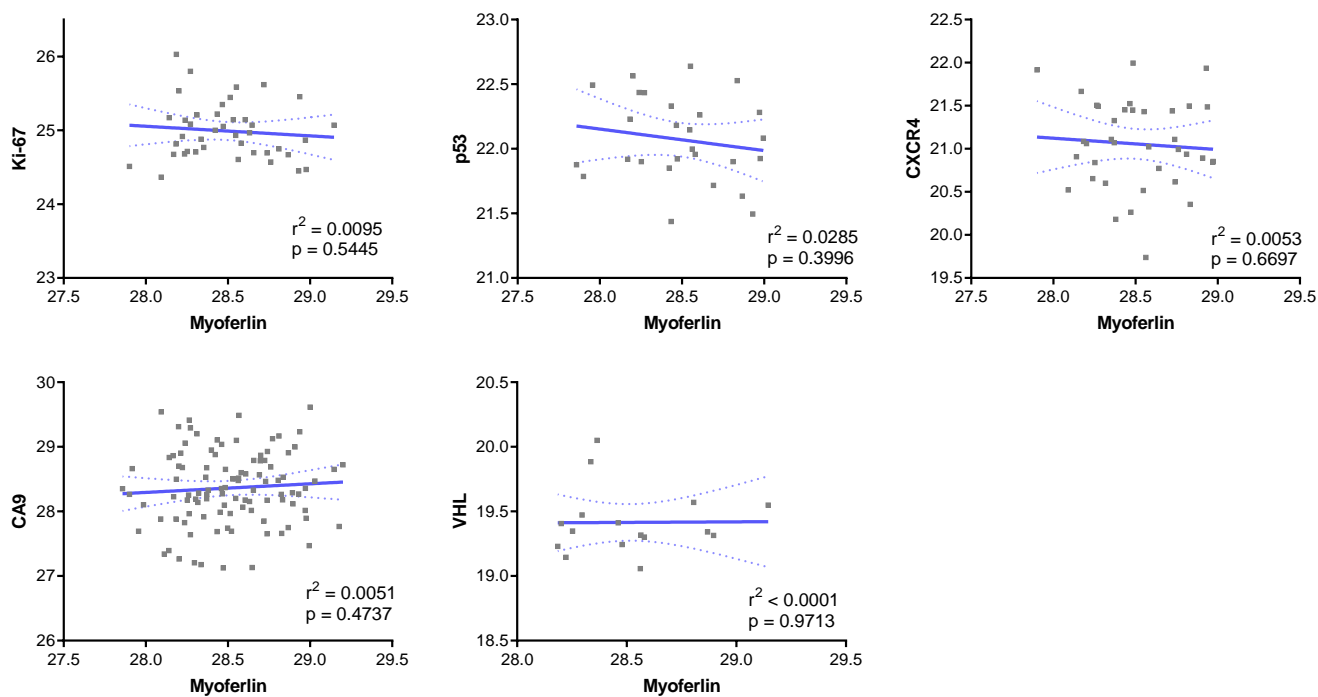 26
25
24
23
Ki-67
27.5 28.0 28.5 29.0 29.5
Myoferlin
r2 = 0.0095
p = 0.5445
23.0
22.5
22.0
21.5
21.0
p53
27.5 28.0 28.5 29.0 29.5
Myoferlin
r2 = 0.0285
p = 0.3996
22.5
22.0
21.5
21.0
20.5
20.0
19.5
CXCR4
27.5 28.0 28.5 29.0 29.5
Myoferlin
r2 = 0.0053
p = 0.6697
30
29
28
27
26
CA9
27.5 28.0 28.5 29.0 29.5
Myoferlin
r2 = 0.0051
p = 0.4737
20.5
20.0
19.5
19.0
18.5
VHL
28.0 28.5 29.0 29.5
Myoferlin
r2 < 0.0001
p = 0.9713